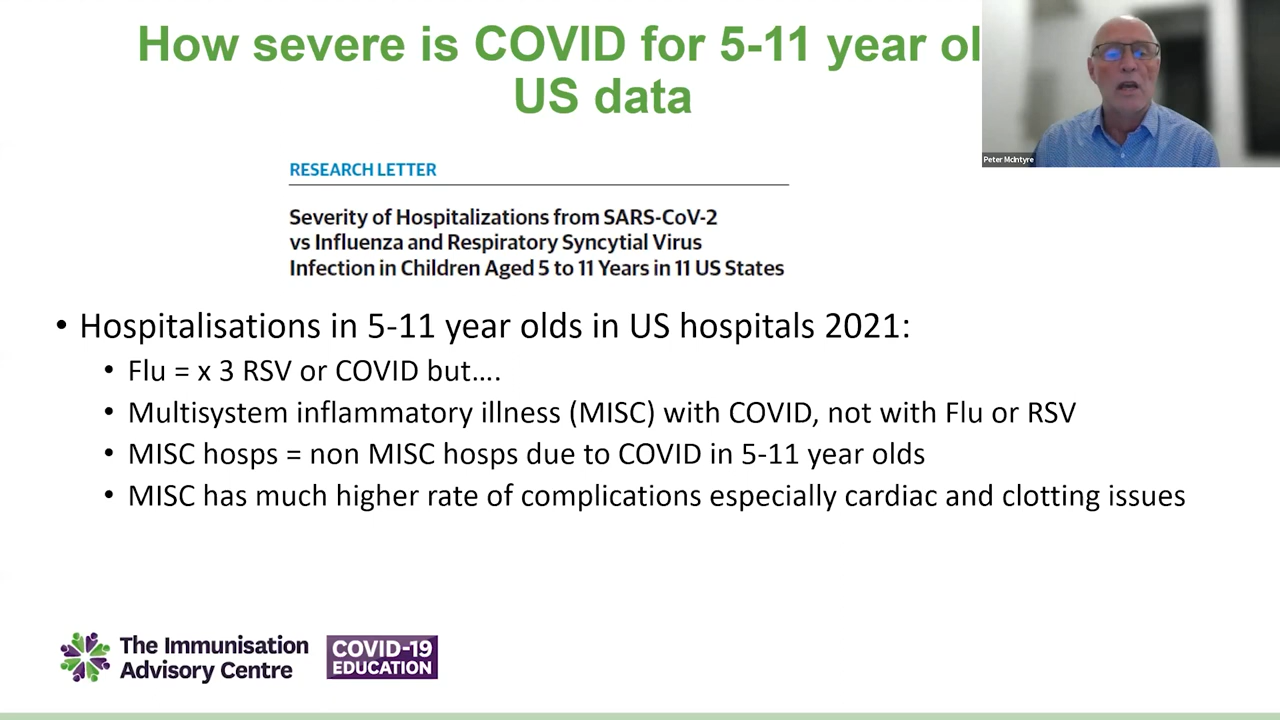 How severe is COVID for 5-11 year ol
US data
Peter McIntyre
RESEARCH LETTER
Severity of Hospitalizations from SARS-CoV-2
vs Influenza and Respiratory Syncytial Virus
Infection in Children Aged 5 to 11 Years in 11 US States
• Hospitalisations in 5-11 year olds in US hospitals 2021:
• Flu = x 3 RSV or COVID but….
• Multisystem inflammatory illness (MISC) with COVID, not with Flu or RSV
• MISC hosps = non MISC hosps due to COVID in 5-11 year olds
• MISC has much higher rate of complications especially cardiac and clotting issues
The Immunisation
Advisory Centre
COVID-19
EDUCATION